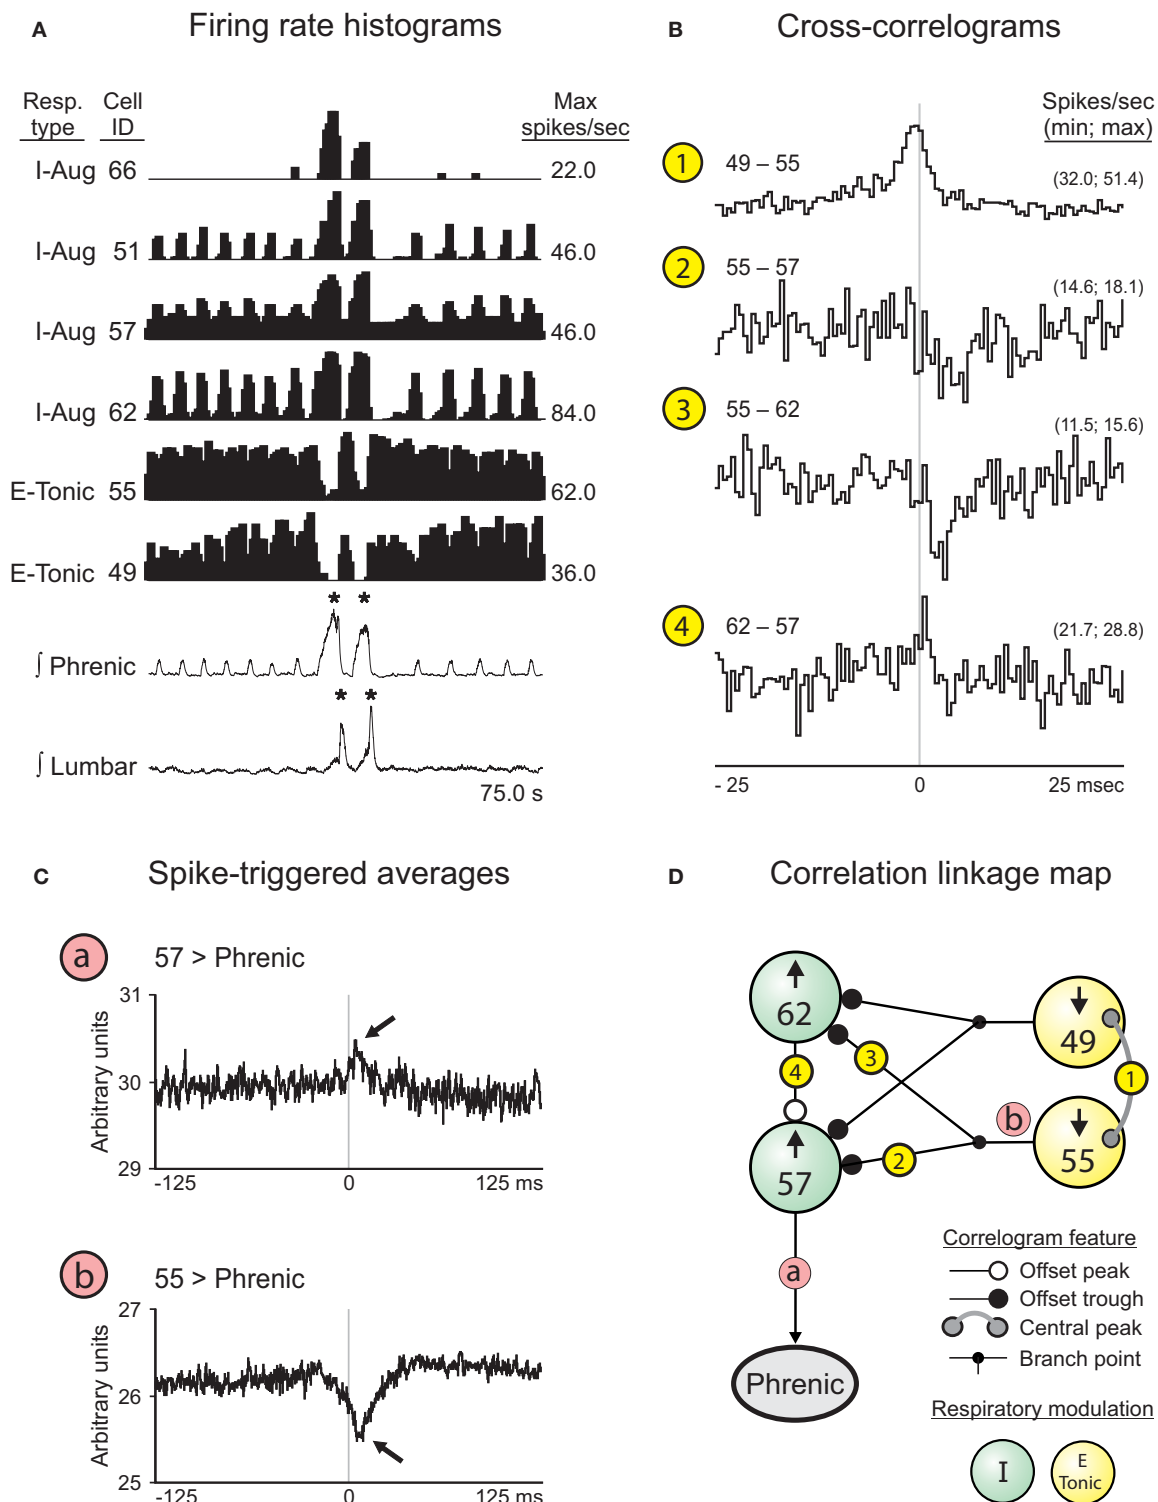 A Firing rate histograms
Resp. type Cell ID Max spikes/sec
I-Aug 66 22.0
I-Aug 51 46.0
I-Aug 57 46.0
I-Aug 62 84.0
E-Tonic 55 62.0
E-Tonic 49 36.0
* *
∫ Phrenic
* *
∫ Lumbar
75.0 s
B Cross-correlograms
Spikes/sec
(min; max)
1 49 – 55 (32.0; 51.4)
2 55 – 57 (14.6; 18.1)
3 55 – 62 (11.5; 15.6)
4 62 – 57 (21.7; 28.8)
- 25 0 25 msec
C Spike-triggered averages
a 57 > Phrenic
Arbitrary units
31
30
29
-125 0 125 ms
b 55 > Phrenic
Arbitrary units
27
26
25
-125 0 125 ms
D Correlation linkage map
62 49
4 3 1
b
57 2 55
a
Phrenic
Correlogram feature
Offset peak
Offset trough
Central peak
Branch point
Respiratory modulation
I
E
Tonic